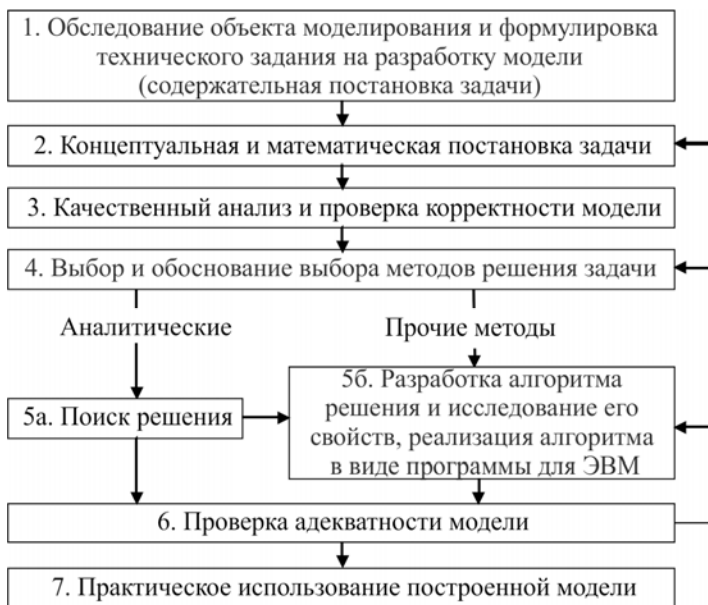 1. Обследование объекта моделирования и формулировка
технического задания на разработку модели
(содержательная постановка задачи)
2. Концептуальная и математическая постановка задачи
3. Качественный анализ и проверка корректности модели
4. Выбор и обоснование выбора методов решения задачи
Аналитические
Прочие методы
5а. Поиск решения
5б. Разработка алгоритма
решения и исследование его
свойств, реализация алгоритма
в виде программы для ЭВМ
6. Проверка адекватности модели
7. Практическое использование построенной модели